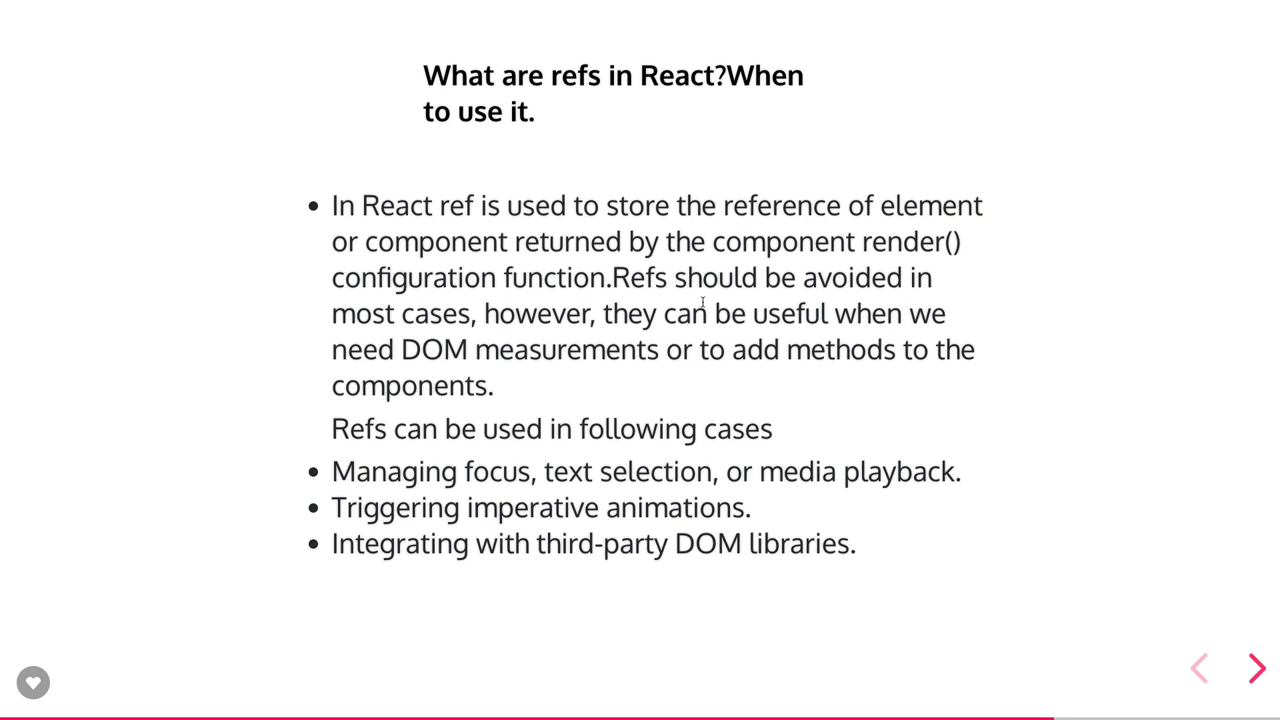 What are refs in React?When
to use it.
• In React ref is used to store the reference of element
or component returned by the component render()
configuration function.Refs should be avoided in
most cases, however, they can be useful when we
need DOM measurements or to add methods to the
components.
Refs can be used in following cases
• Managing focus, text selection, or media playback.
• Triggering imperative animations.
• Integrating with third-party DOM libraries.